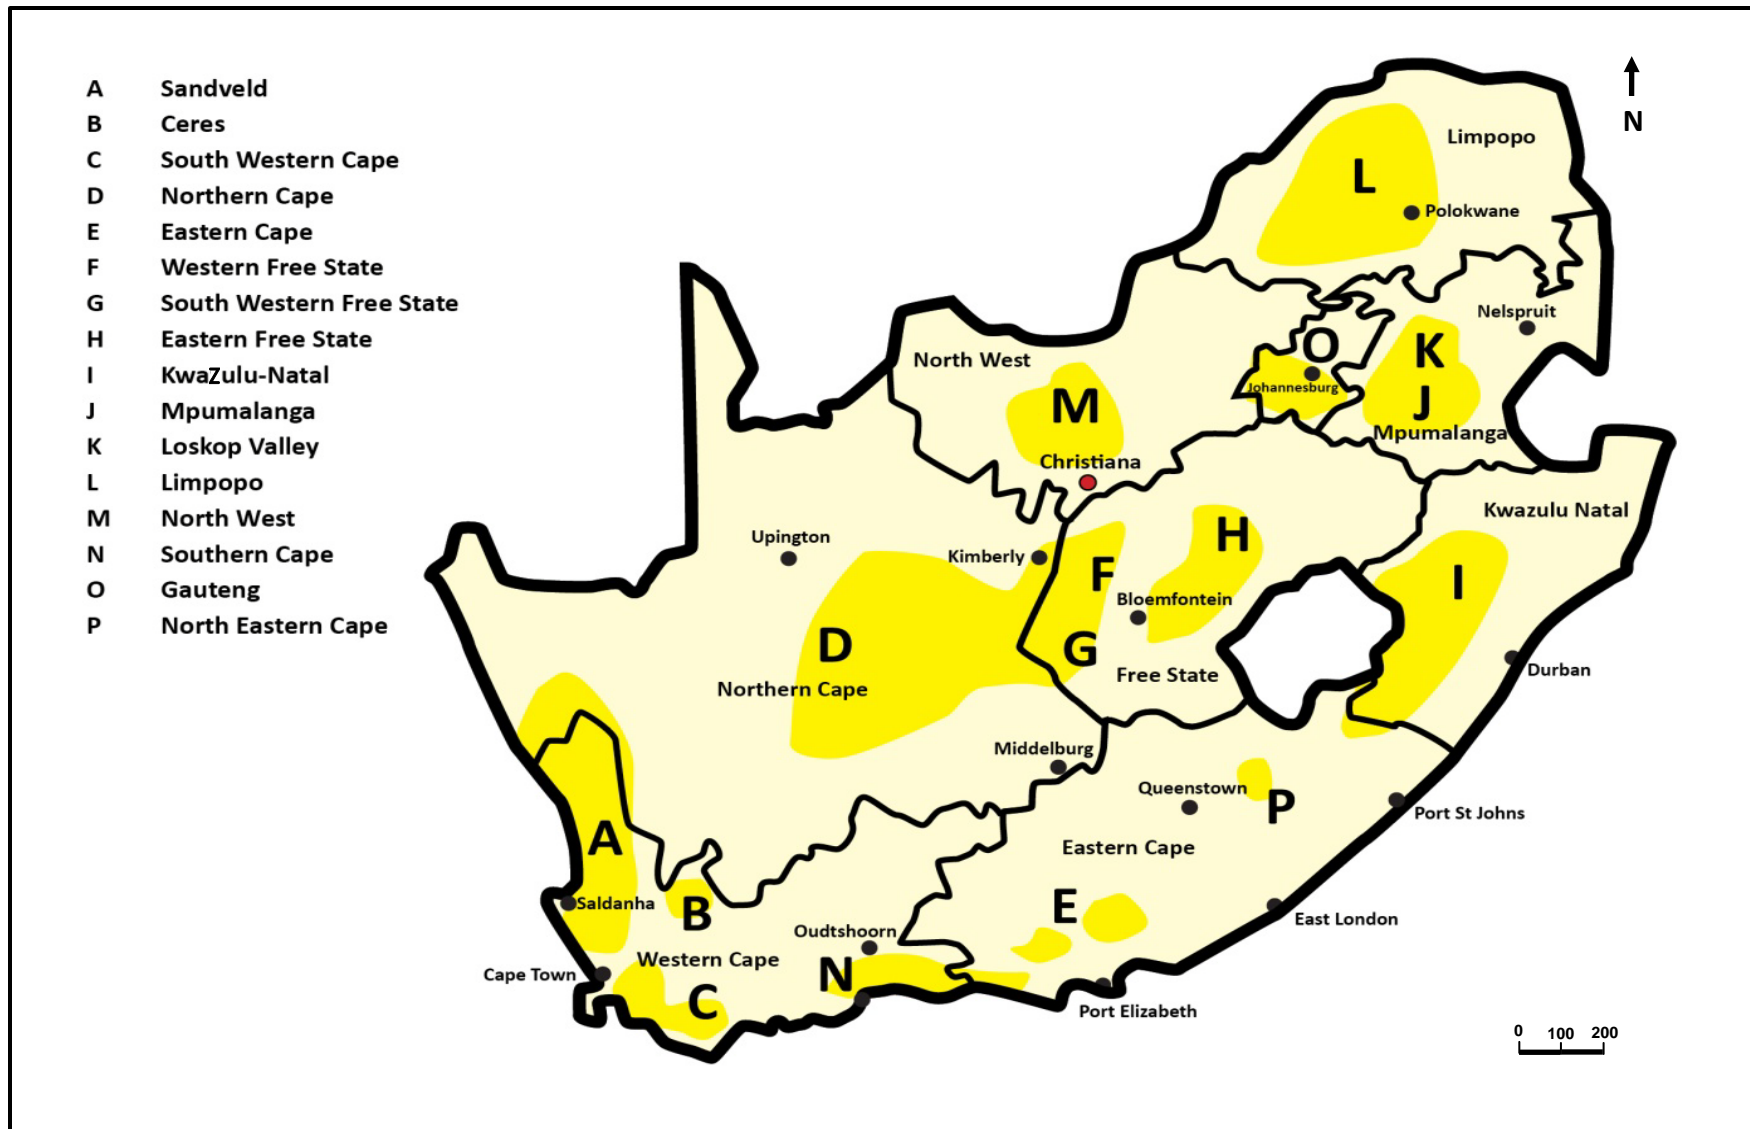 A Sandveld
B Ceres
C South Western Cape
D Northern Cape
E Eastern Cape
F Western Free State
G South Western Free State
H Eastern Free State
I KwaZulu-Natal
J Mpumalanga
K Loskop Valley
L Limpopo
M North West
N Southern Cape
O Gauteng
P North Eastern Cape
N
Limpopo
L
Polokwane
Nelspruit
O
K
North West
Johannesburg
J
M
Mpumalanga
Christiana
Kwazulu Natal
Upington
H
Kimberly
F
I
Bloemfontein
D
G
Free State
Durban
Northern Cape
Middelburg
Queenstown
P
Port St Johns
A
Eastern Cape
Saldanha
B
E
East London
Oudtshoorn
Western Cape
Cape Town
N
C
Port Elizabeth
0 100 200